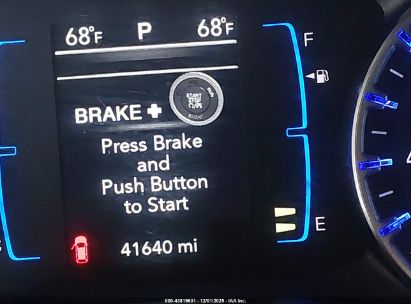 68°F P 68°F
F
BRAKE + START STOP
Press Brake
and
Push Button
to Start
E
41640 mi